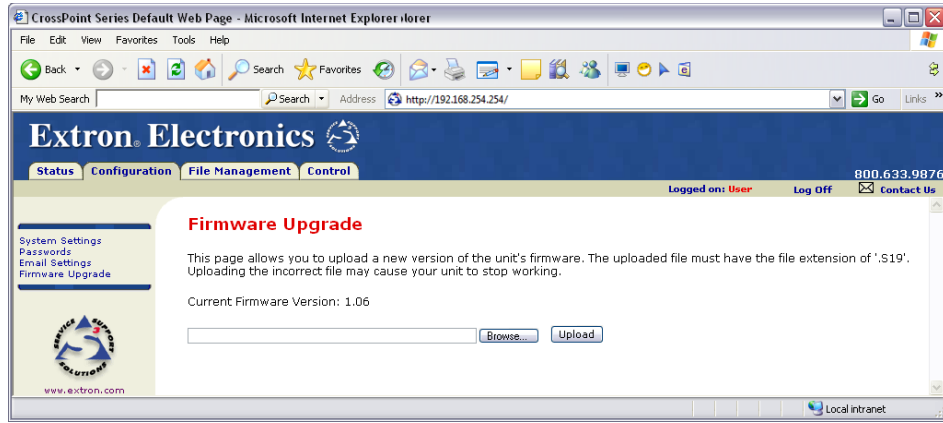 CrossPoint Series Default Web Page - Microsoft Internet Explorer lorer
File Edit View Favorites Tools Help
Back Search Favorites
My Web Search Search Address http://192.168.254.254/ Go Links »
Extron® Electronics
Status Configuration File Management Control 800.633.9876
Logged on: User Log Off Contact Us
System Settings
Passwords
Email Settings
Firmware Upgrade
SERVICE SUPPORT SOLUTIONS S3
www.extron.com
Firmware Upgrade
This page allows you to upload a new version of the unit's firmware. The uploaded file must have the file extension of '.S19'.
Uploading the incorrect file may cause your unit to stop working.
Current Firmware Version: 1.06
Browse... Upload
Local intranet